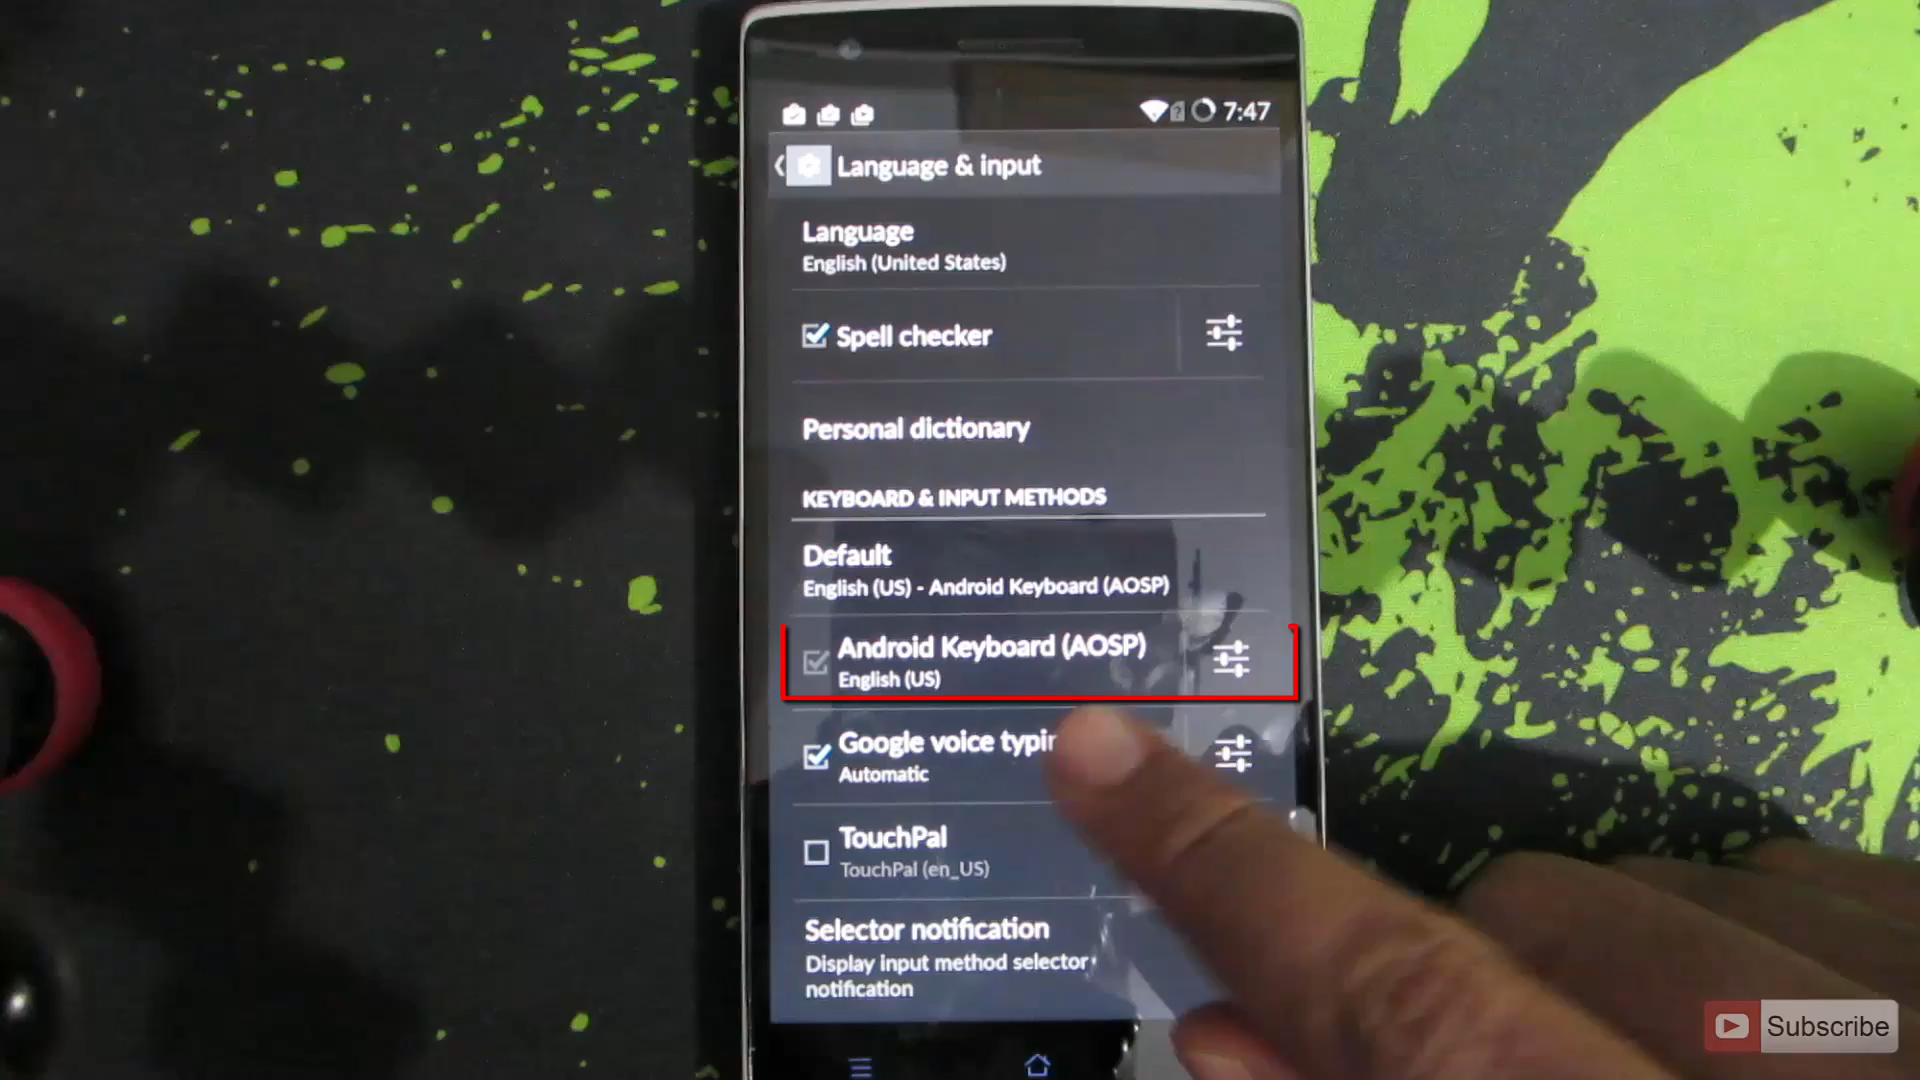 7:47
Language & input
Language
English (United States)
Spell checker
Personal dictionary
KEYBOARD & INPUT METHODS
Default
English (US) - Android Keyboard (AOSP)
Android Keyboard (AOSP)
English (US)
Google voice
Automatic
TouchPal
TouchPal (en_US)
Selector notification
Display input method selector
notification
Subscribe